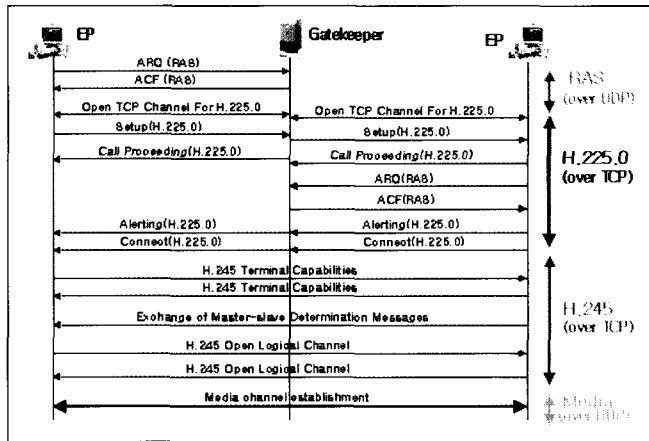 EP Gatekeeper EP
ARQ (RAS)
ACF (RAS)
RAS
(over UDP)
Open TCP Channel For H.225.0
Open TCP Channel For H.225.0
Setup(H.225.0)
Setup(H.225.0)
Call Proceeding(H.225.0)
Call Proceeding(H.225.0)
H.225.0
(over TCP)
ARQ(RAS)
ACF(RAS)
Alerting(H.225.0) Alerting(H.225.0)
Connect(H.225.0) Connect(H.225.0)
H.245 Terminal Capabilities
H.245 Terminal Capabilities
H.245
(over TCP)
Exchange of Master-slave Determination Messages
H.245 Open Logical Channel
H.245 Open Logical Channel
Media channel establishment
Media
(over UDP)